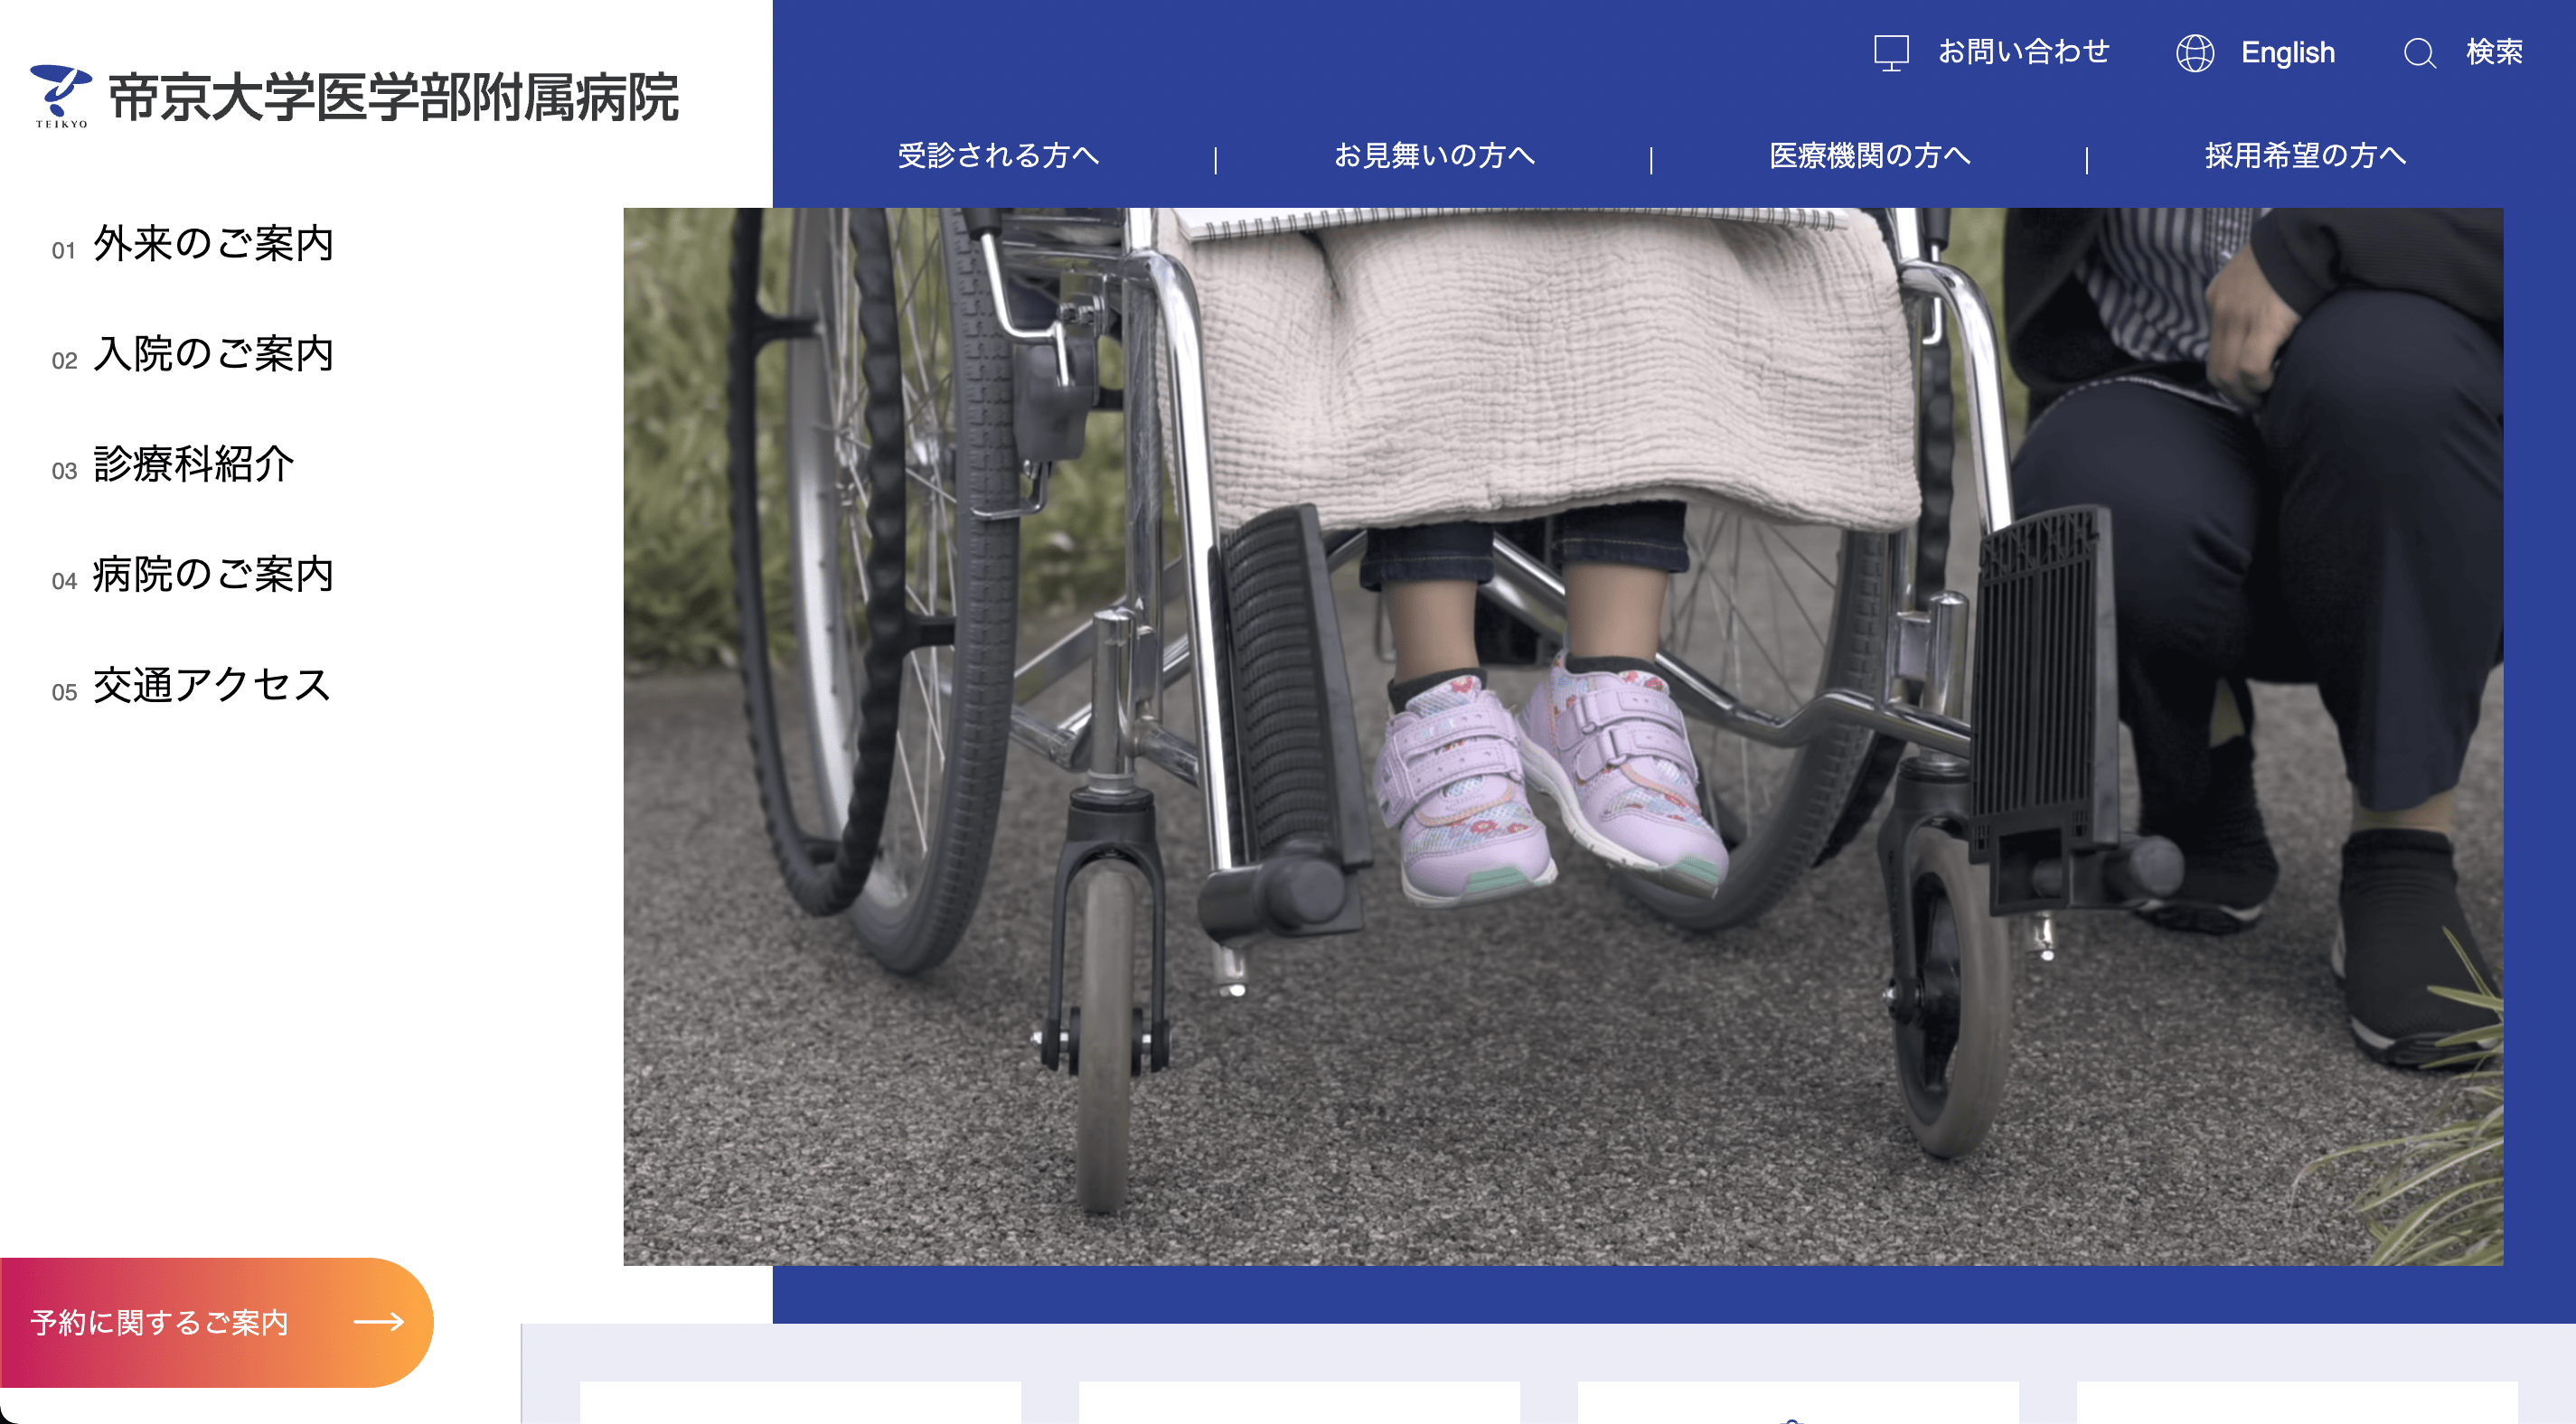 TEIKYO
帝京大学医学部附属病院
お問い合わせ
English
検索
受診される方へ
お見舞いの方へ
医療機関の方へ
採用希望の方へ
01 外来のご案内
02 入院のご案内
03 診療科紹介
04 病院のご案内
05 交通アクセス
予約に関するご案内